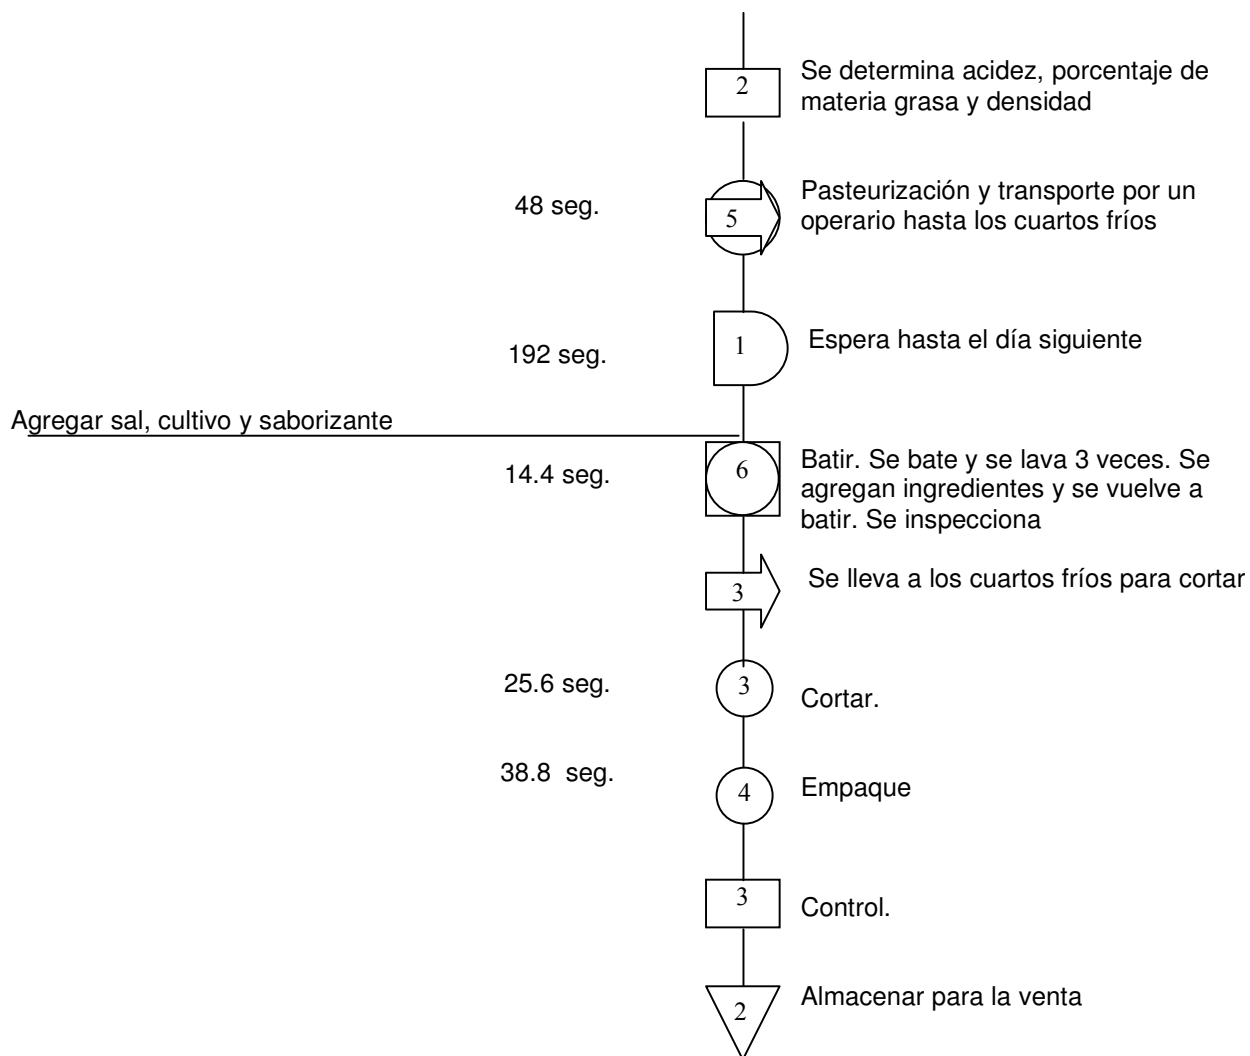 2
Se determina acidez, porcentaje de
materia grasa y densidad
48 seg.
5
Pasteurización y transporte por un
operario hasta los cuartos fríos
192 seg.
1
Espera hasta el día siguiente
Agregar sal, cultivo y saborizante
14.4 seg.
6
Batir. Se bate y se lava 3 veces. Se
agregan ingredientes y se vuelve a
batir. Se inspecciona
3
Se lleva a los cuartos fríos para cortar
25.6 seg.
3
Cortar.
38.8 seg.
4
Empaque
3
Control.
2
Almacenar para la venta